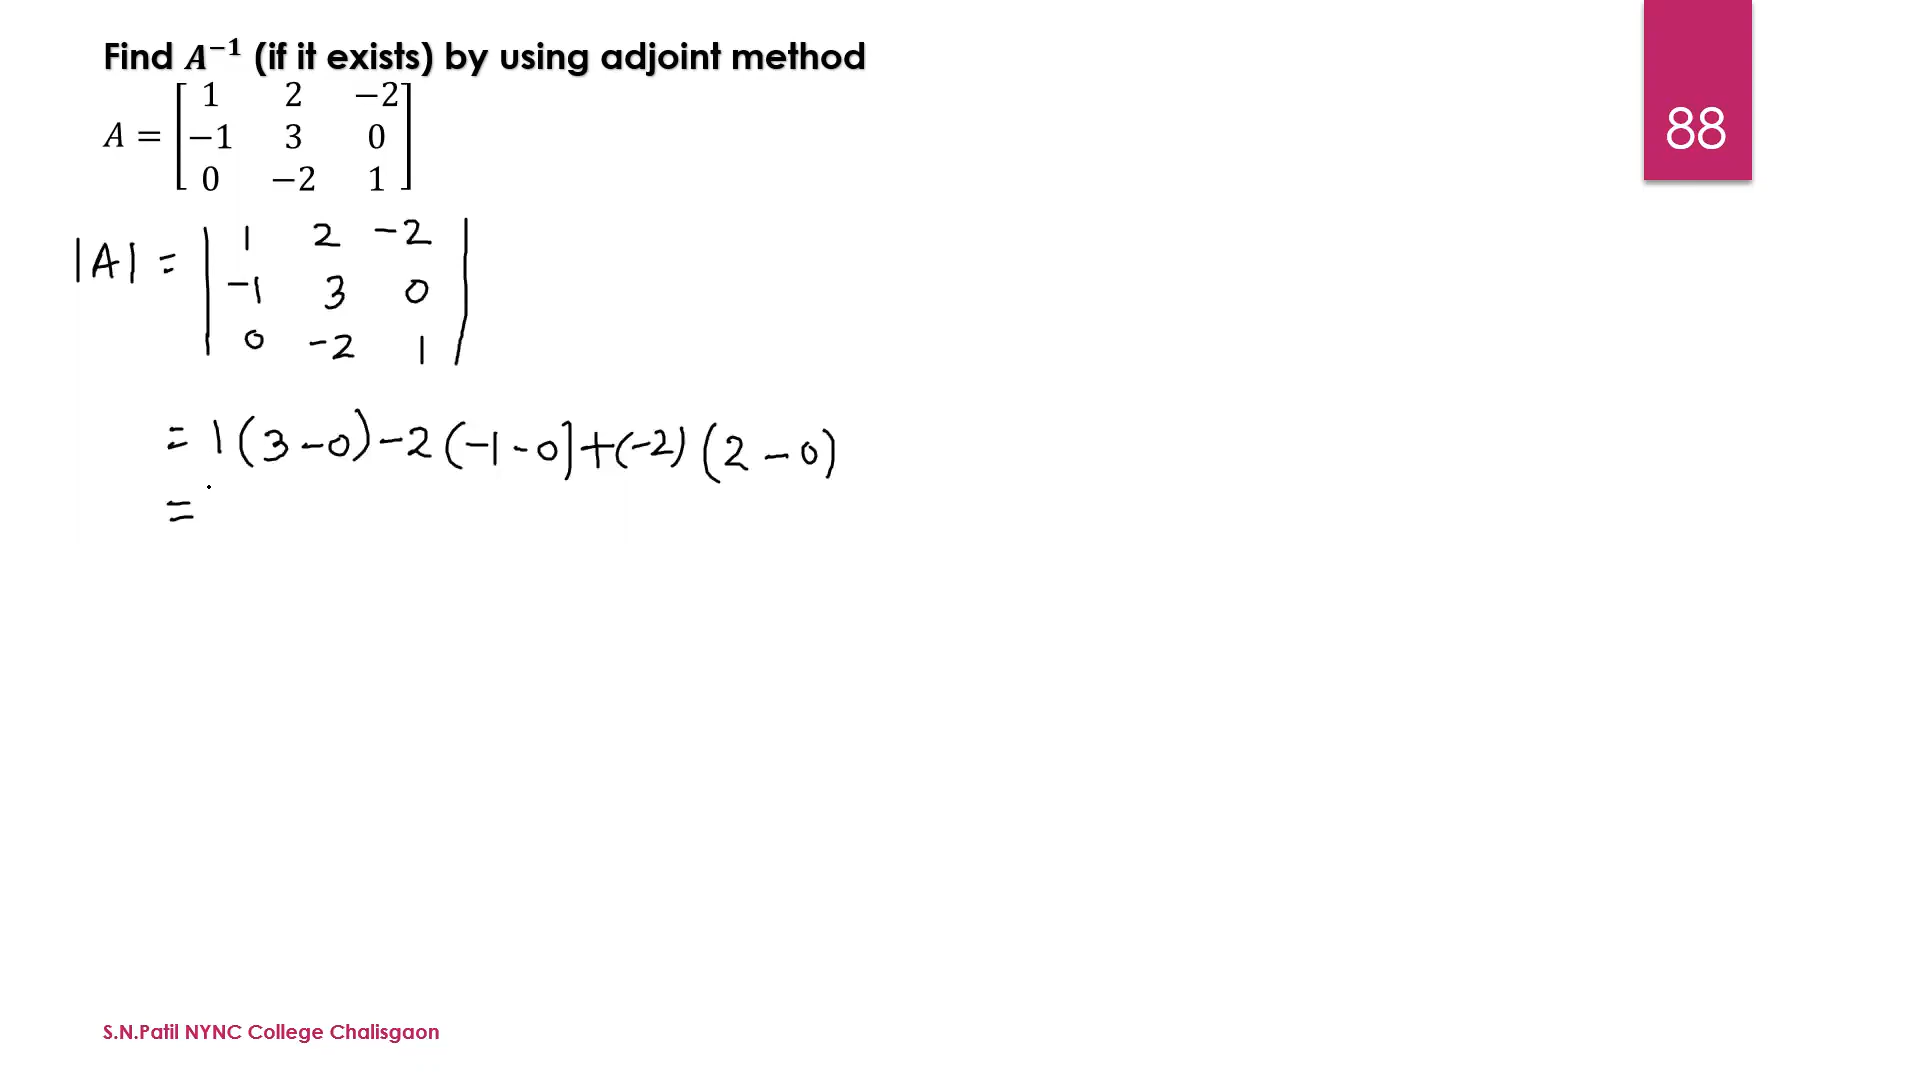 Find A⁻¹ (if it exists) by using adjoint method
A = [1 2 −2
−1 3 0
0 −2 1]
88
|A| = | 1 2 -2
-1 3 0
0 -2 1 |
= 1(3-0)-2(-1-0]+(-2)(2-0)
=
S.N.Patil NYNC College Chalisgaon